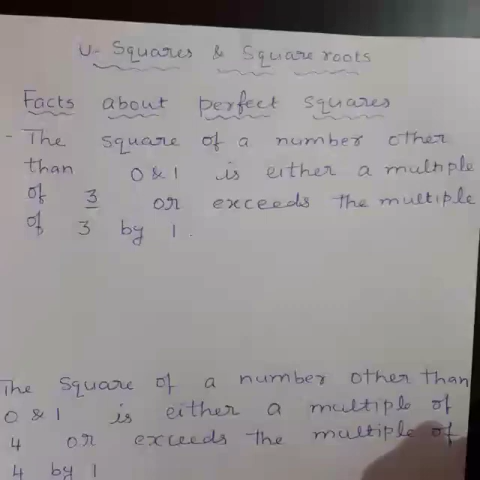 U- Squares & Square roots
Facts about perfect squares
- The square of a number other
than 0 & 1 is either a multiple
of 3 or exceeds the multiple
of 3 by 1.
The square of a number other than
0 & 1 is either a multiple of
4 or exceeds the multiple of
4 by 1